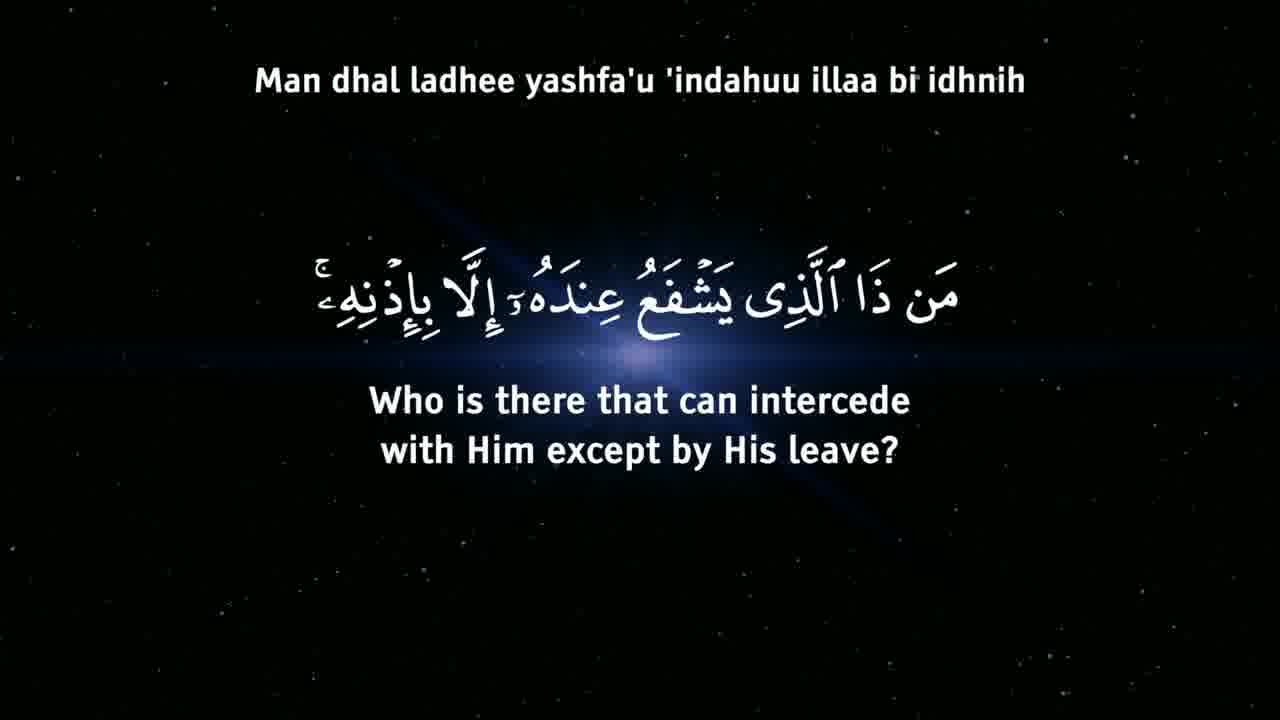 Man dhal ladhee yashfa'u 'indahuu illaa bi idhnih
مَن ذَا ٱلَّذِى يَشْفَعُ عِندَهُۥٓ إِلَّا بِإِذْنِهِۦ ۚ
Who is there that can intercede
with Him except by His leave?